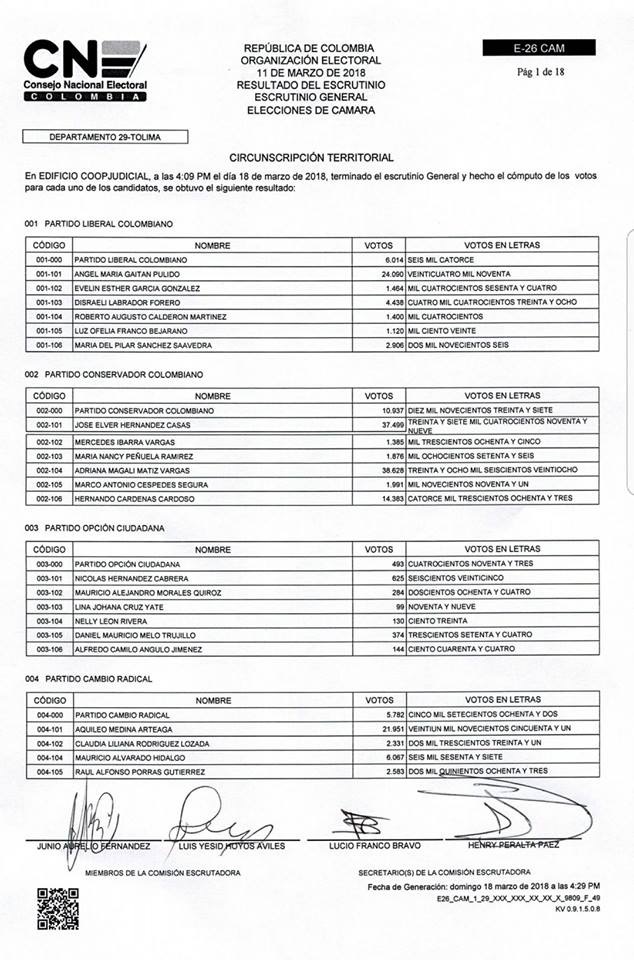 CNE
Consejo Nacional Electoral
COLOMBIA
REPÚBLICA DE COLOMBIA
ORGANIZACIÓN ELECTORAL
11 DE MARZO DE 2018
RESULTADO DEL ESCRUTINIO
ESCRUTINIO GENERAL
ELECCIONES DE CAMARA
E-26 CAM
Pág 1 de 18
DEPARTAMENTO 29-TOLIMA
CIRCUNSCRIPCIÓN TERRITORIAL
En EDIFICIO COOPJUDICIAL, a las 4:09 PM el día 18 de marzo de 2018, terminado el escrutinio General y hecho el cómputo de los votos
para cada uno de los candidatos, se obtuvo el siguiente resultado:
001 PARTIDO LIBERAL COLOMBIANO
CÓDIGO NOMBRE VOTOS VOTOS EN LETRAS
001-000 PARTIDO LIBERAL COLOMBIANO 6.014 SEIS MIL CATORCE
001-101 ANGEL MARIA GAITAN PULIDO 24.090 VEINTICUATRO MIL NOVENTA
001-102 EVELIN ESTHER GARCIA GONZALEZ 1.464 MIL CUATROCIENTOS SESENTA Y CUATRO
001-103 DISRAELI LABRADOR FORERO 4.438 CUATRO MIL CUATROCIENTOS TREINTA Y OCHO
001-104 ROBERTO AUGUSTO CALDERON MARTINEZ 1.400 MIL CUATROCIENTOS
001-105 LUZ OFELIA FRANCO BEJARANO 1.120 MIL CIENTO VEINTE
001-106 MARIA DEL PILAR SANCHEZ SAAVEDRA 2.906 DOS MIL NOVECIENTOS SEIS
002 PARTIDO CONSERVADOR COLOMBIANO
CÓDIGO NOMBRE VOTOS VOTOS EN LETRAS
002-000 PARTIDO CONSERVADOR COLOMBIANO 10.937 DIEZ MIL NOVECIENTOS TREINTA Y SIETE
002-101 JOSE ELVER HERNANDEZ CASAS 37.499 TREINTA Y SIETE MIL CUATROCIENTOS NOVENTA Y
NUEVE
002-102 MERCEDES IBARRA VARGAS 1.385 MIL TRESCIENTOS OCHENTA Y CINCO
002-103 MARIA NANCY PEÑUELA RAMIREZ 1.876 MIL OCHOCIENTOS SETENTA Y SEIS
002-104 ADRIANA MAGALI MATIZ VARGAS 38.628 TREINTA Y OCHO MIL SEISCIENTOS VEINTIOCHO
002-105 MARCO ANTONIO CESPEDES SEGURA 1.991 MIL NOVECIENTOS NOVENTA Y UN
002-106 HERNANDO CARDENAS CARDOSO 14.383 CATORCE MIL TRESCIENTOS OCHENTA Y TRES
003 PARTIDO OPCIÓN CIUDADANA
CÓDIGO NOMBRE VOTOS VOTOS EN LETRAS
003-000 PARTIDO OPCIÓN CIUDADANA 493 CUATROCIENTOS NOVENTA Y TRES
003-101 NICOLAS HERNANDEZ CABRERA 625 SEISCIENTOS VEINTICINCO
003-102 MAURICIO ALEJANDRO MORALES QUIROZ 284 DOSCIENTOS OCHENTA Y CUATRO
003-103 LINA JOHANA CRUZ YATE 99 NOVENTA Y NUEVE
003-104 NELLY LEON RIVERA 130 CIENTO TREINTA
003-105 DANIEL MAURICIO MELO TRUJILLO 374 TRESCIENTOS SETENTA Y CUATRO
003-106 ALFREDO CAMILO ANGULO JIMENEZ 144 CIENTO CUARENTA Y CUATRO
004 PARTIDO CAMBIO RADICAL
CÓDIGO NOMBRE VOTOS VOTOS EN LETRAS
004-000 PARTIDO CAMBIO RADICAL 5.782 CINCO MIL SETECIENTOS OCHENTA Y DOS
004-101 AQUILEO MEDINA ARTEAGA 21.951 VEINTIUN MIL NOVECIENTOS CINCUENTA Y UN
004-102 CLAUDIA LILIANA RODRIGUEZ LOZADA 2.331 DOS MIL TRESCIENTOS TREINTA Y UN
004-104 MAURICIO ALVARADO HIDALGO 6.067 SEIS MIL SESENTA Y SIETE
004-105 RAUL ALFONSO PORRAS GUTIERREZ 2.583 DOS MIL QUINIENTOS OCHENTA Y TRES
JUNIO AURELIO FERNANDEZ LUIS YESID HOYOS AVILES LUCIO FRANCO BRAVO HENRY PERALTA PAEZ
MIEMBROS DE LA COMISIÓN ESCRUTADORA SECRETARIO(S) DE LA COMISIÓN ESCRUTADORA
Fecha de Generación: domingo 18 marzo de 2018 a las 4:29 PM
E26_CAM_1_29_XXX_XXX_XX_XX_X_9809_F_49
KV 0.9.1.5.0.8